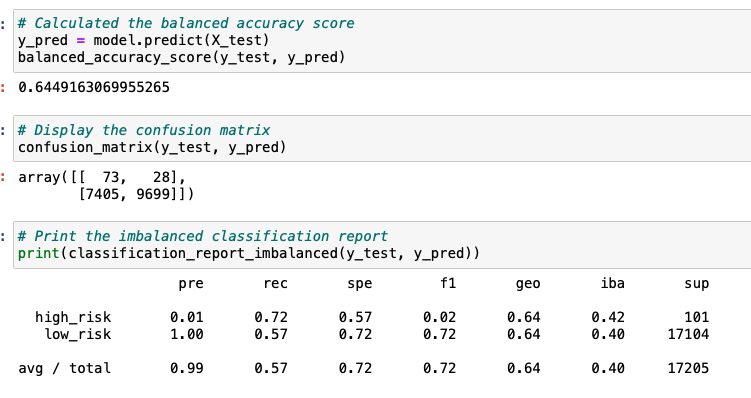 : # Calculated the balanced accuracy score
y_pred = model.predict(X_test)
balanced_accuracy_score(y_test, y_pred)
: 0.6449163069955265
: # Display the confusion matrix
confusion_matrix(y_test, y_pred)
: array([[  73,   28],
       [7405, 9699]])
: # Print the imbalanced classification report
print(classification_report_imbalanced(y_test, y_pred))
pre rec spe f1 geo iba sup
high_risk 0.01 0.72 0.57 0.02 0.64 0.42 101
low_risk 1.00 0.57 0.72 0.72 0.64 0.40 17104
avg / total 0.99 0.57 0.72 0.72 0.64 0.40 17205